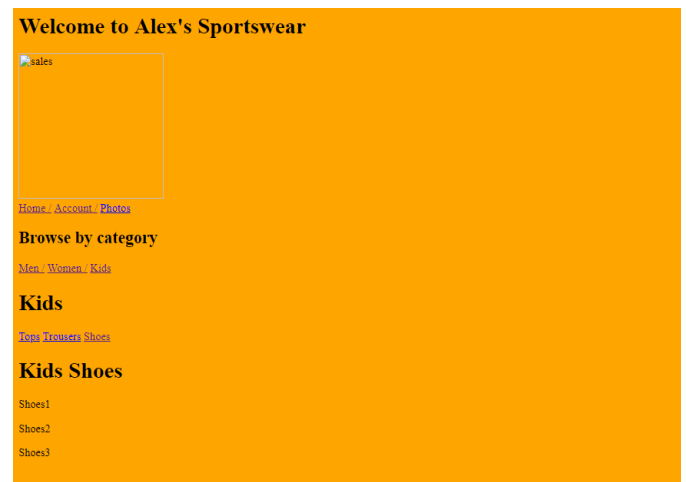 Welcome to Alex's Sportswear
sales
Home / Account / Photos
Browse by category
Men / Women / Kids
Kids
Tops Trousers Shoes
Kids Shoes
Shoes1
Shoes2
Shoes3